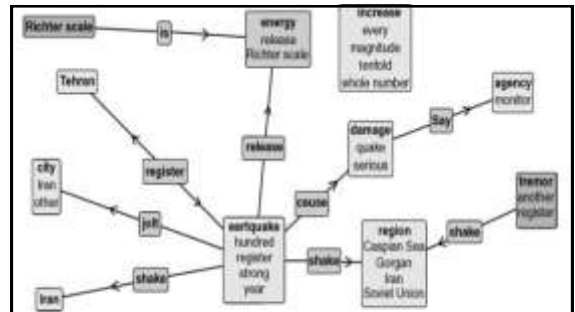 Richter scale
is
energy
release
Richter scale
increase
every
magnitude
tenfold
whole number
Tehran
agency
monitor
Say
damage
quake
serious
release
register
city
Iran
other
cause
tremor
another
register
jolt
eartquake
hundred
register
strong
year
region
Caspian Sea
Gorgan
Iran
Soviet Union
shake
shake
shake
Iran